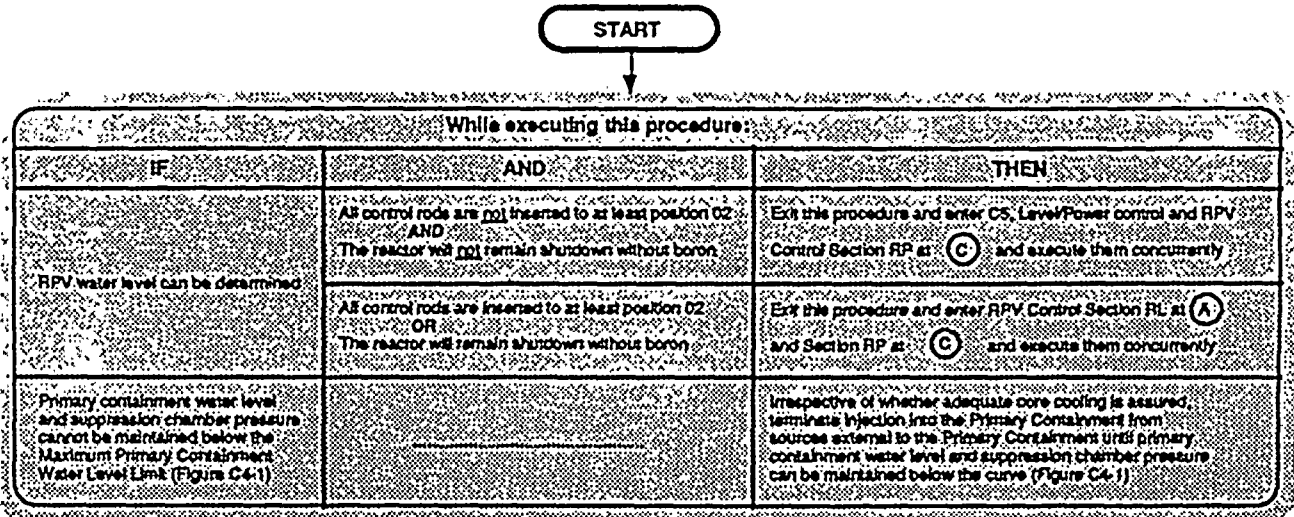 START
While executing this procedure:
IF
AND
THEN
RPV water level can be determined
All control rods are not inserted to at least position 02
AND
The reactor will not remain shutdown without boron
Exit this procedure and enter C5, Level/Power control and RPV
Control Section RP at C and execute them concurrently
All control rods are inserted to at least position 02
OR
The reactor will remain shutdown without boron
Exit this procedure and enter RPV Control Section RL at A
and Section RP at C and execute them concurrently
Primary containment water level
and suppression chamber pressure
cannot be maintained below the
Maximum Primary Containment
Water Level Limit (Figure C4-1)
Irrespective of whether adequate core cooling is assured,
terminate injection into the Primary Containment from
sources external to the Primary Containment until primary
containment water level and suppression chamber pressure
can be maintained below the curve (Figure C4-1)